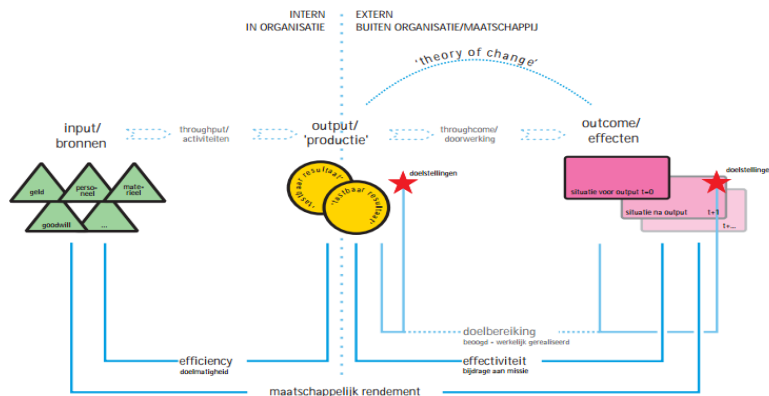 INTERN
IN ORGANISATIE
EXTERN
BUITEN ORGANISATIE/MAATSCHAPPIJ
'theory of change'
input/
bronnen
throughput/
activiteiten
output/
'productie'
throughcome/
doorwerking
outcome/
effecten
geld
perso-
neel
mate-
rieel
goodwill
...
'tastbaar resultaat'
'tastbaar resultaat'
doelstellingen
doelstellingen
situatie voor output t=0
situatie na output t+1
t+...
doelbereiking
beoogd + werkelijk gerealiseerd
efficiency
doelmatigheid
effectiviteit
bijdrage aan missie
maatschappelijk rendement